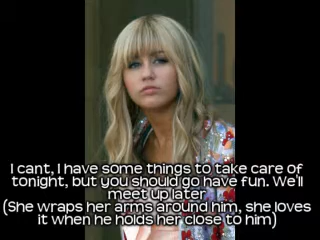 I cant, I have some things to take care of
tonight, but you should go have fun. We'll
meet up later
(She wraps her arms around him, she loves
it when he holds her close to him)